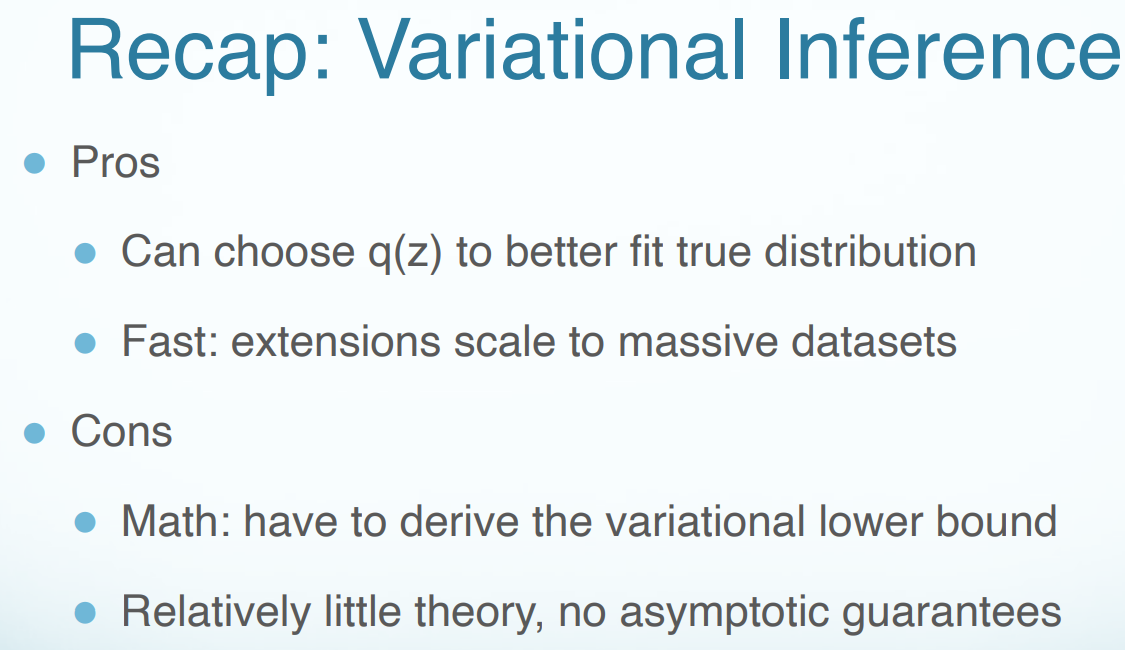 Recap: Variational Inference
Pros
Can choose q(z) to better fit true distribution
Fast: extensions scale to massive datasets
Cons
Math: have to derive the variational lower bound
Relatively little theory, no asymptotic guarantees